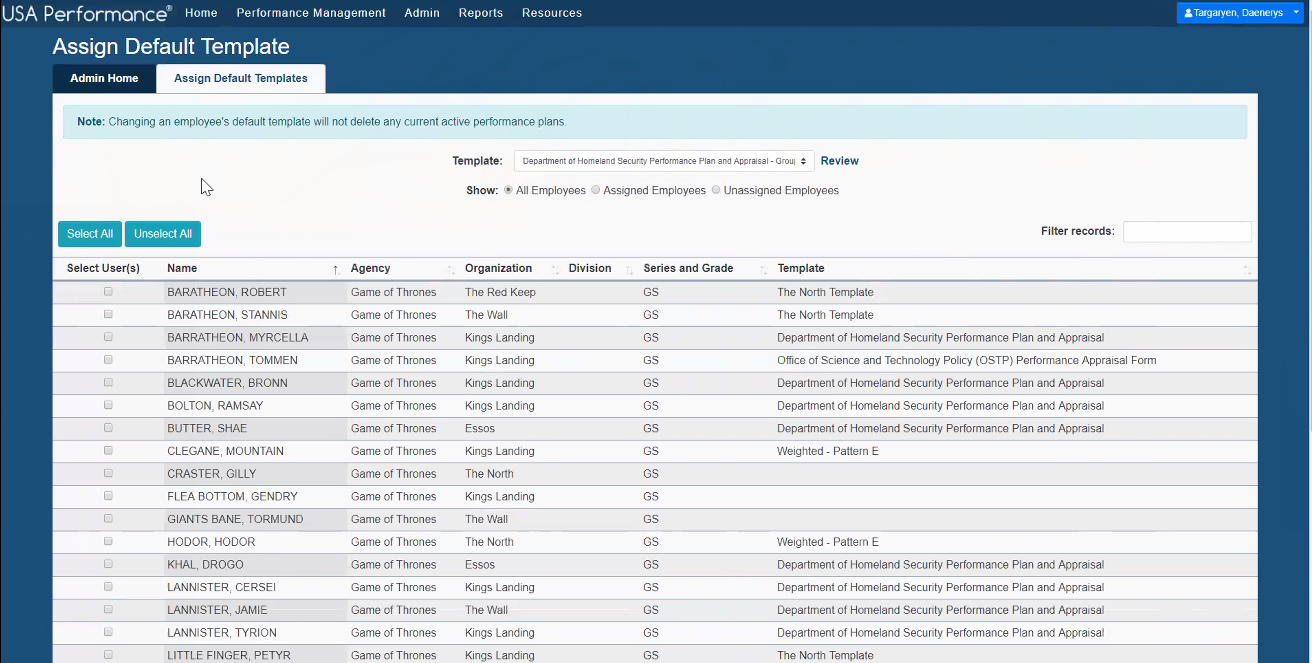 USA Performance® Home Performance Management Admin Reports Resources Targaryen, Daenerys
Assign Default Template
Admin Home Assign Default Templates
Note: Changing an employee's default template will not delete any current active performance plans.
Template: Department of Homeland Security Performance Plan and Appraisal - Grou Review
Show: All Employees Assigned Employees Unassigned Employees
Select All Unselect All Filter records:
Select User(s) Name Agency Organization Division Series and Grade Template
BARATHEON, ROBERT Game of Thrones The Red Keep GS The North Template
BARATHEON, STANNIS Game of Thrones The Wall GS The North Template
BARRATHEON, MYRCELLA Game of Thrones Kings Landing GS Department of Homeland Security Performance Plan and Appraisal
BARRATHEON, TOMMEN Game of Thrones Kings Landing GS Office of Science and Technology Policy (OSTP) Performance Appraisal Form
BLACKWATER, BRONN Game of Thrones Kings Landing GS Department of Homeland Security Performance Plan and Appraisal
BOLTON, RAMSAY Game of Thrones Kings Landing GS Department of Homeland Security Performance Plan and Appraisal
BUTTER, SHAE Game of Thrones Essos GS Department of Homeland Security Performance Plan and Appraisal
CLEGANE, MOUNTAIN Game of Thrones Kings Landing GS Weighted - Pattern E
CRASTER, GILLY Game of Thrones The North GS
FLEA BOTTOM, GENDRY Game of Thrones Kings Landing GS
GIANTS BANE, TORMUND Game of Thrones The Wall GS
HODOR, HODOR Game of Thrones The North GS Weighted - Pattern E
KHAL, DROGO Game of Thrones Essos GS Department of Homeland Security Performance Plan and Appraisal
LANNISTER, CERSEI Game of Thrones Kings Landing GS Department of Homeland Security Performance Plan and Appraisal
LANNISTER, JAMIE Game of Thrones The Wall GS Department of Homeland Security Performance Plan and Appraisal
LANNISTER, TYRION Game of Thrones Kings Landing GS Department of Homeland Security Performance Plan and Appraisal
LITTLE FINGER, PETYR Game of Thrones Kings Landing GS The North Template